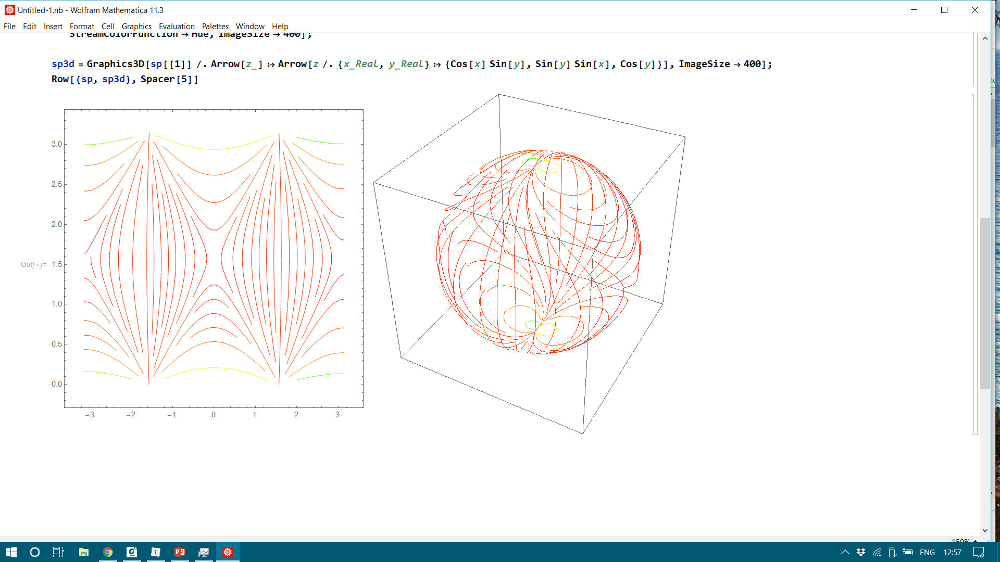 Untitled-1.nb - Wolfram Mathematica 11.3
File Edit Insert Format Cell Graphics Evaluation Palettes Window Help
StreamColorFunction → Hue, ImageSize → 400];
sp3d = Graphics3D[sp[[1]] /. Arrow[z_] :→ Arrow[z /. {x_Real, y_Real} :→ {Cos[x] Sin[y], Sin[y] Sin[x], Cos[y]}], ImageSize → 400];
Row[{sp, sp3d}, Spacer[5]]
3.0
2.5
2.0
Out[]= 1.5
1.0
0.5
0.0
−3 −2 −1 0 1 2 3
150%
ENG 12:57